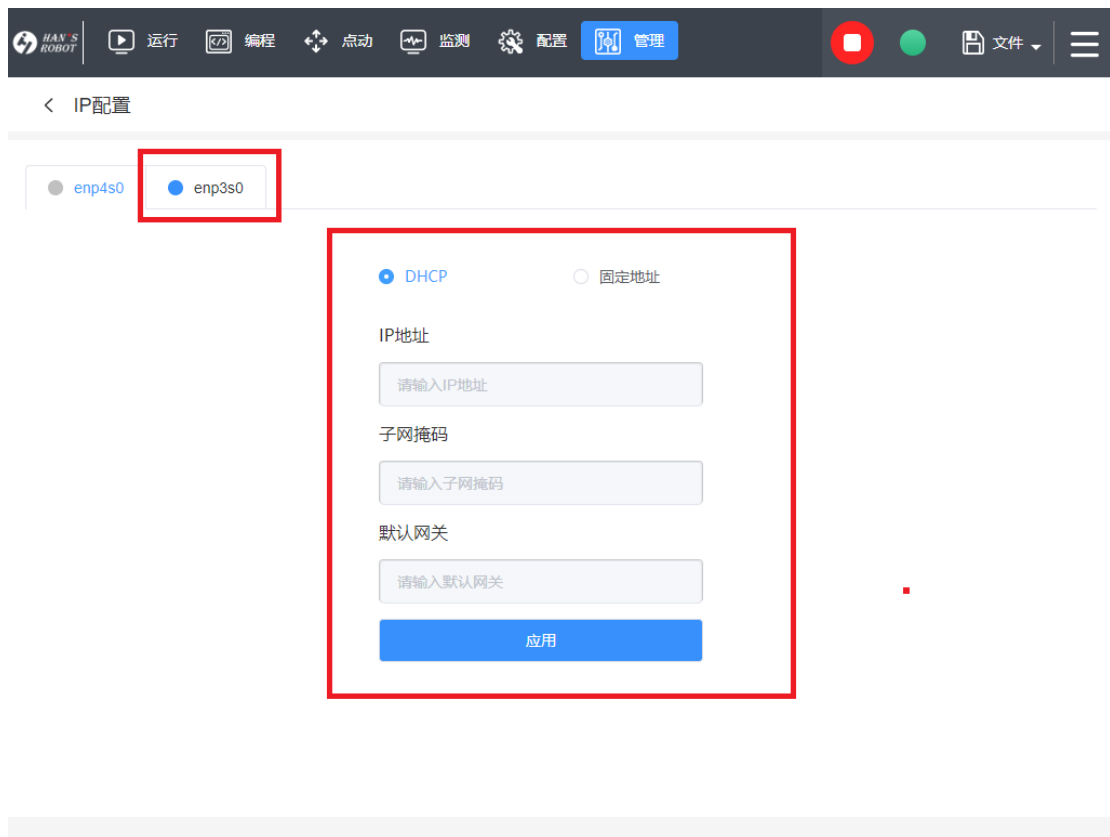 HAN'S
ROBOT
运行
编程
点动
监测
配置
管理
文件
IP配置
enp4s0
enp3s0
DHCP
固定地址
IP地址
请输入IP地址
子网掩码
请输入子网掩码
默认网关
请输入默认网关
应用